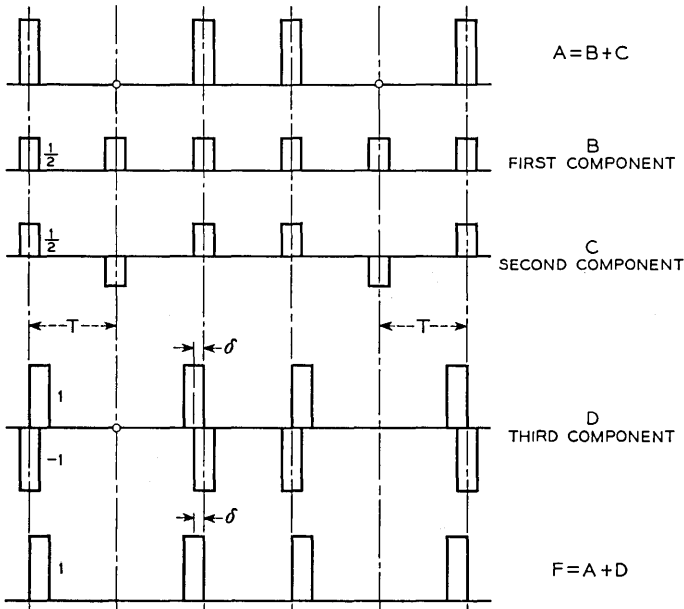 A=B+C
1/2
B
FIRST COMPONENT
1/2
C
SECOND COMPONENT
T
T
δ
1
D
THIRD COMPONENT
-1
δ
1
F=A+D